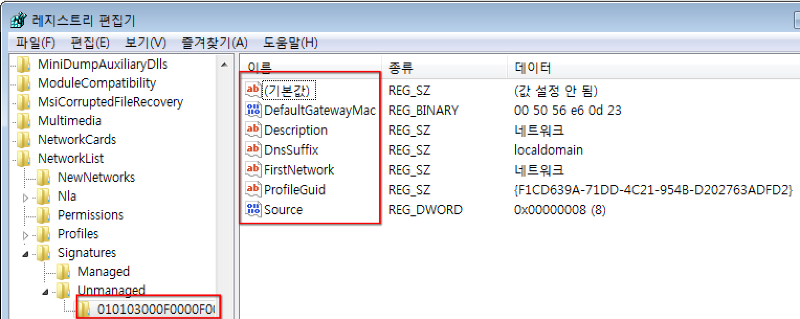 레지스트리 편집기
파일(F) 편집(E) 보기(V) 즐겨찾기(A) 도움말(H)
MiniDumpAuxiliaryDlls
ModuleCompatibility
MsiCorruptedFileRecovery
Multimedia
NetworkCards
NetworkList
NewNetworks
Nla
Permissions
Profiles
Signatures
Managed
Unmanaged
010103000F0000F0
이름 종류 데이터
(기본값) REG_SZ (값 설정 안 됨)
DefaultGatewayMac REG_BINARY 00 50 56 e6 0d 23
Description REG_SZ 네트워크
DnsSuffix REG_SZ localdomain
FirstNetwork REG_SZ 네트워크
ProfileGuid REG_SZ {F1CD639A-71DD-4C21-954B-D202763ADFD2}
Source REG_DWORD 0x00000008 (8)